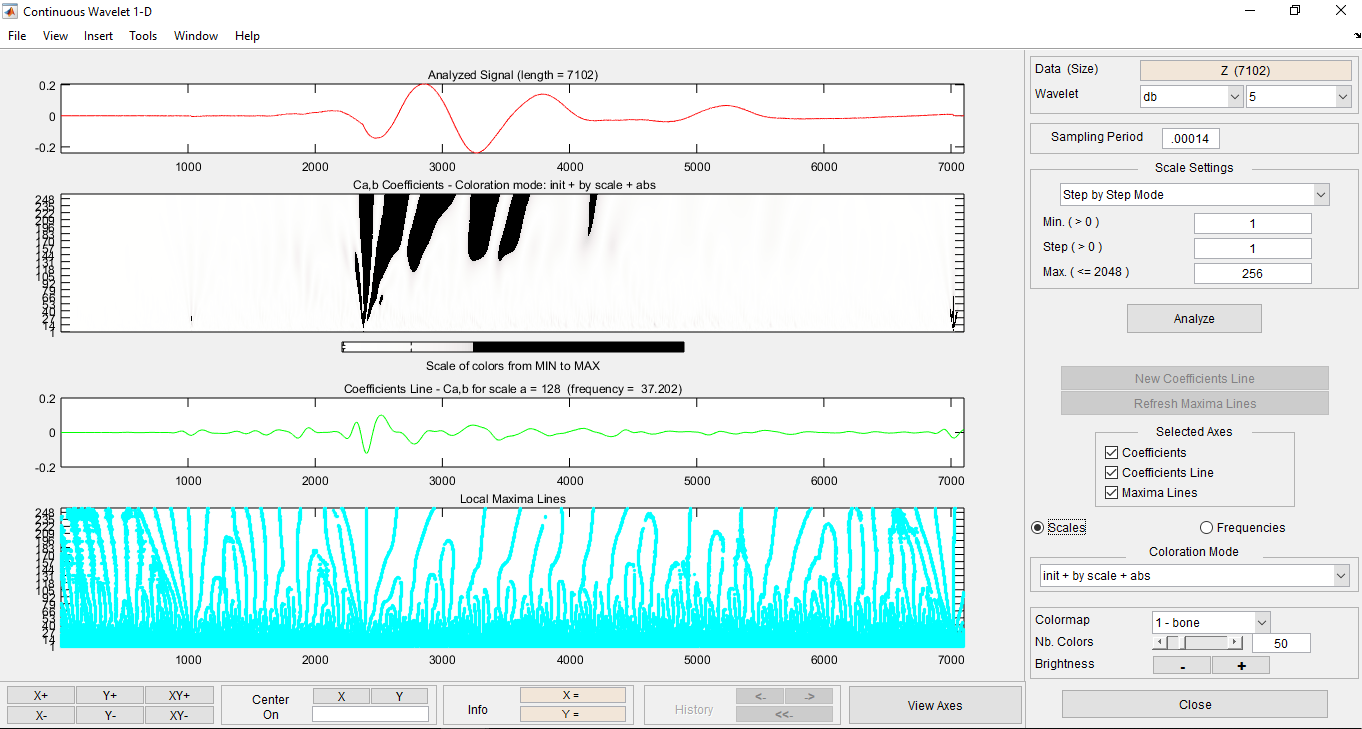 Continuous Wavelet 1-D
File View Insert Tools Window Help
Analyzed Signal (length = 7102)
0.2
0
-0.2
1000 2000 3000 4000 5000 6000 7000
Ca,b Coefficients - Coloration mode: init + by scale + abs
248
235
222
209
196
183
170
157
144
131
118
105
92
79
66
53
40
27
14
1
Scale of colors from MIN to MAX
Coefficients Line - Ca,b for scale a = 128 (frequency = 37.202)
0.2
0
-0.2
1000 2000 3000 4000 5000 6000 7000
Local Maxima Lines
248
235
222
209
196
183
170
157
144
131
118
105
92
79
66
53
40
27
14
1
1000 2000 3000 4000 5000 6000 7000
X+ Y+ XY+
X- Y- XY-
Center
On
X Y
Info
X =
Y =
History
<- ->
<<-
View Axes
Data (Size) Z (7102)
Wavelet db 5
Sampling Period .00014
Scale Settings
Step by Step Mode
Min. ( > 0 ) 1
Step ( > 0 ) 1
Max. ( <= 2048 ) 256
Analyze
New Coefficients Line
Refresh Maxima Lines
Selected Axes
Coefficients
Coefficients Line
Maxima Lines
Scales Frequencies
Coloration Mode
init + by scale + abs
Colormap 1 - bone
Nb. Colors 50
Brightness - +
Close